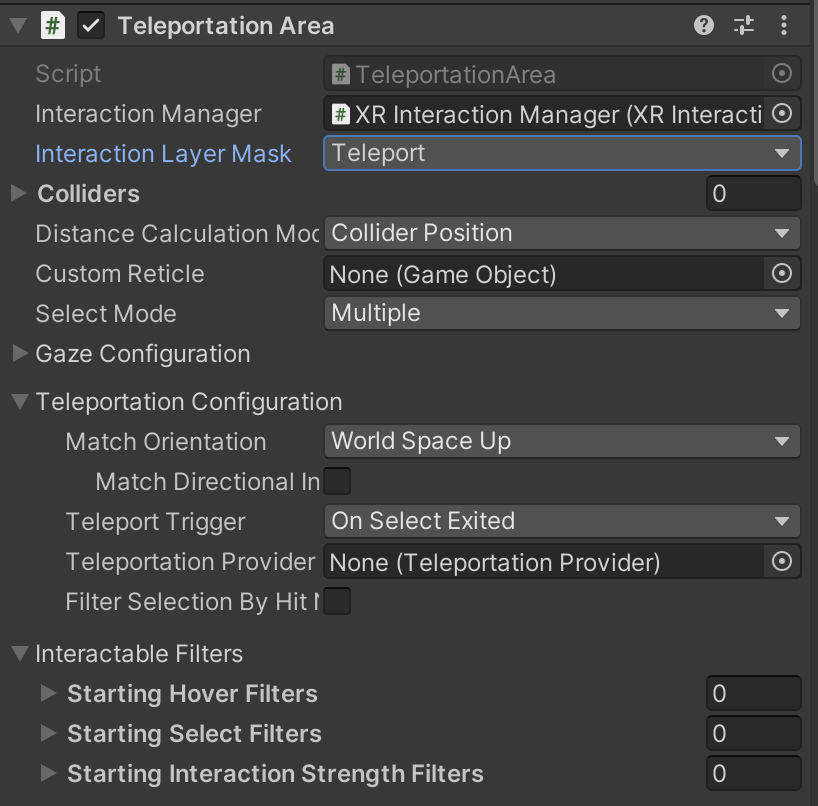 Teleportation Area
Script # TeleportationArea
Interaction Manager # XR Interaction Manager (XR Interacti
Interaction Layer Mask Teleport
Colliders 0
Distance Calculation Mod Collider Position
Custom Reticle None (Game Object)
Select Mode Multiple
Gaze Configuration
Teleportation Configuration
Match Orientation World Space Up
Match Directional In
Teleport Trigger On Select Exited
Teleportation Provider None (Teleportation Provider)
Filter Selection By Hit N
Interactable Filters
Starting Hover Filters 0
Starting Select Filters 0
Starting Interaction Strength Filters 0